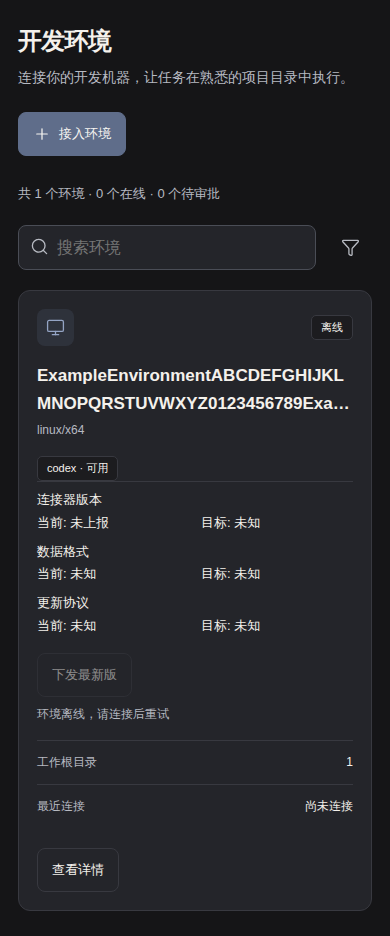 开发环境
连接你的开发机器，让任务在熟悉的项目目录中执行。
接入环境
共 1 个环境 · 0 个在线 · 0 个待审批
搜索环境
离线
ExampleEnvironmentABCDEFGHIJKL
MNOPQRSTUVWXYZ0123456789Exa…
linux/x64
codex · 可用
连接器版本
当前: 未上报 目标: 未知
数据格式
当前: 未知 目标: 未知
更新协议
当前: 未知 目标: 未知
下发最新版
环境离线，请连接后重试
工作根目录 1
最近连接 尚未连接
查看详情